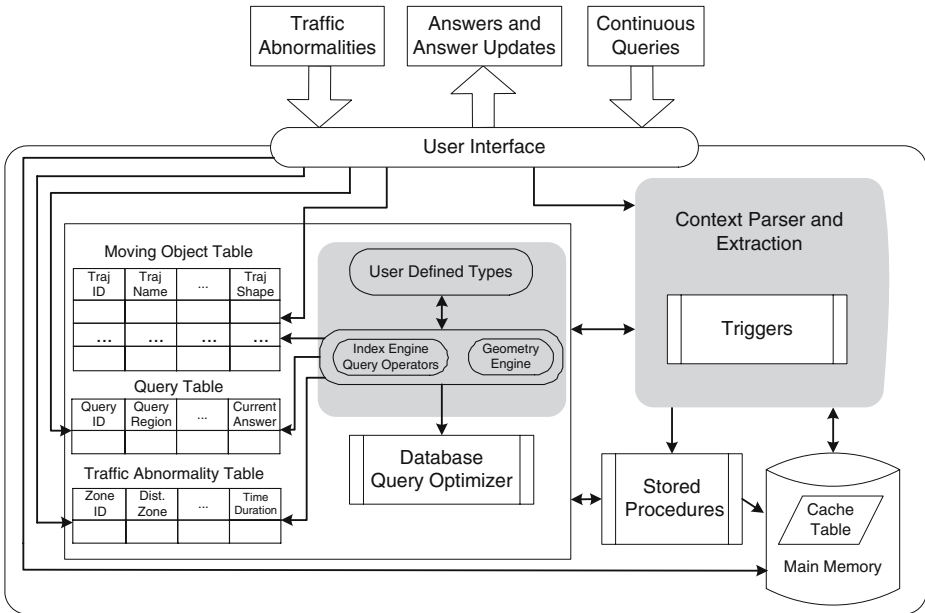 Traffic
Abnormalities
Answers and
Answer Updates
Continuous
Queries
User Interface
Context Parser and
Extraction
Triggers
Moving Object Table
Traj
ID
Traj
Name
...
Traj
Shape
... ... ... ...
User Defined Types
Index Engine
Query Operators
Geometry
Engine
Query Table
Query
ID
Query
Region
...
Current
Answer
Database
Query Optimizer
Traffic Abnormality Table
Zone
ID
Dist.
Zone
...
Time
Duration
Stored
Procedures
Cache
Table
Main Memory